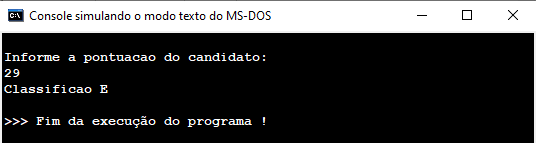 Console simulando o modo texto do MS-DOS
Informe a pontuacao do candidato:
29
Classificao E
>>> Fim da execução do programa !